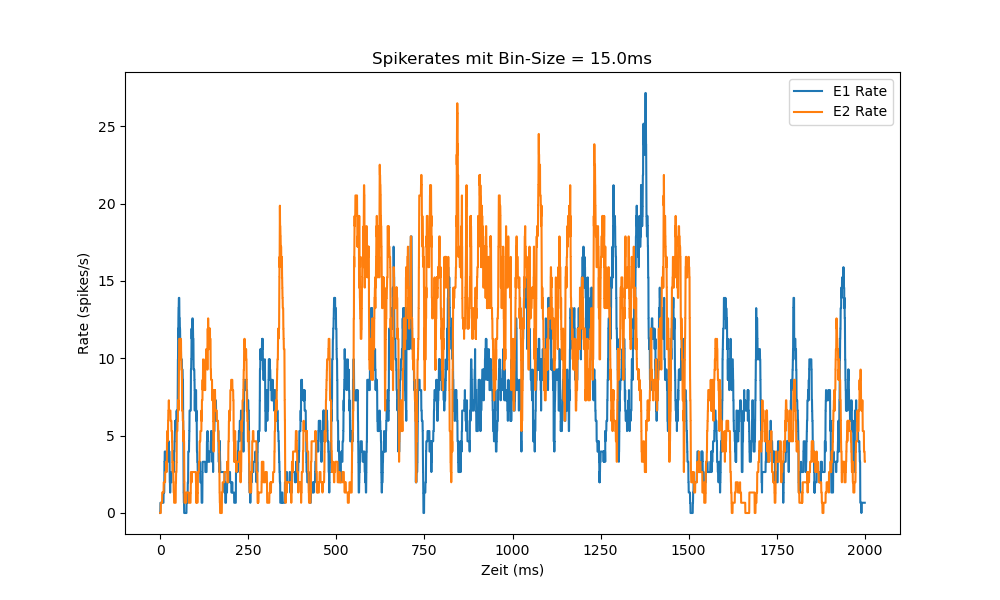 Spikerates mit Bin-Size = 15.0ms
E1 Rate
E2 Rate
Rate (spikes/s)
25
20
15
10
5
0
0 250 500 750 1000 1250 1500 1750 2000
Zeit (ms)